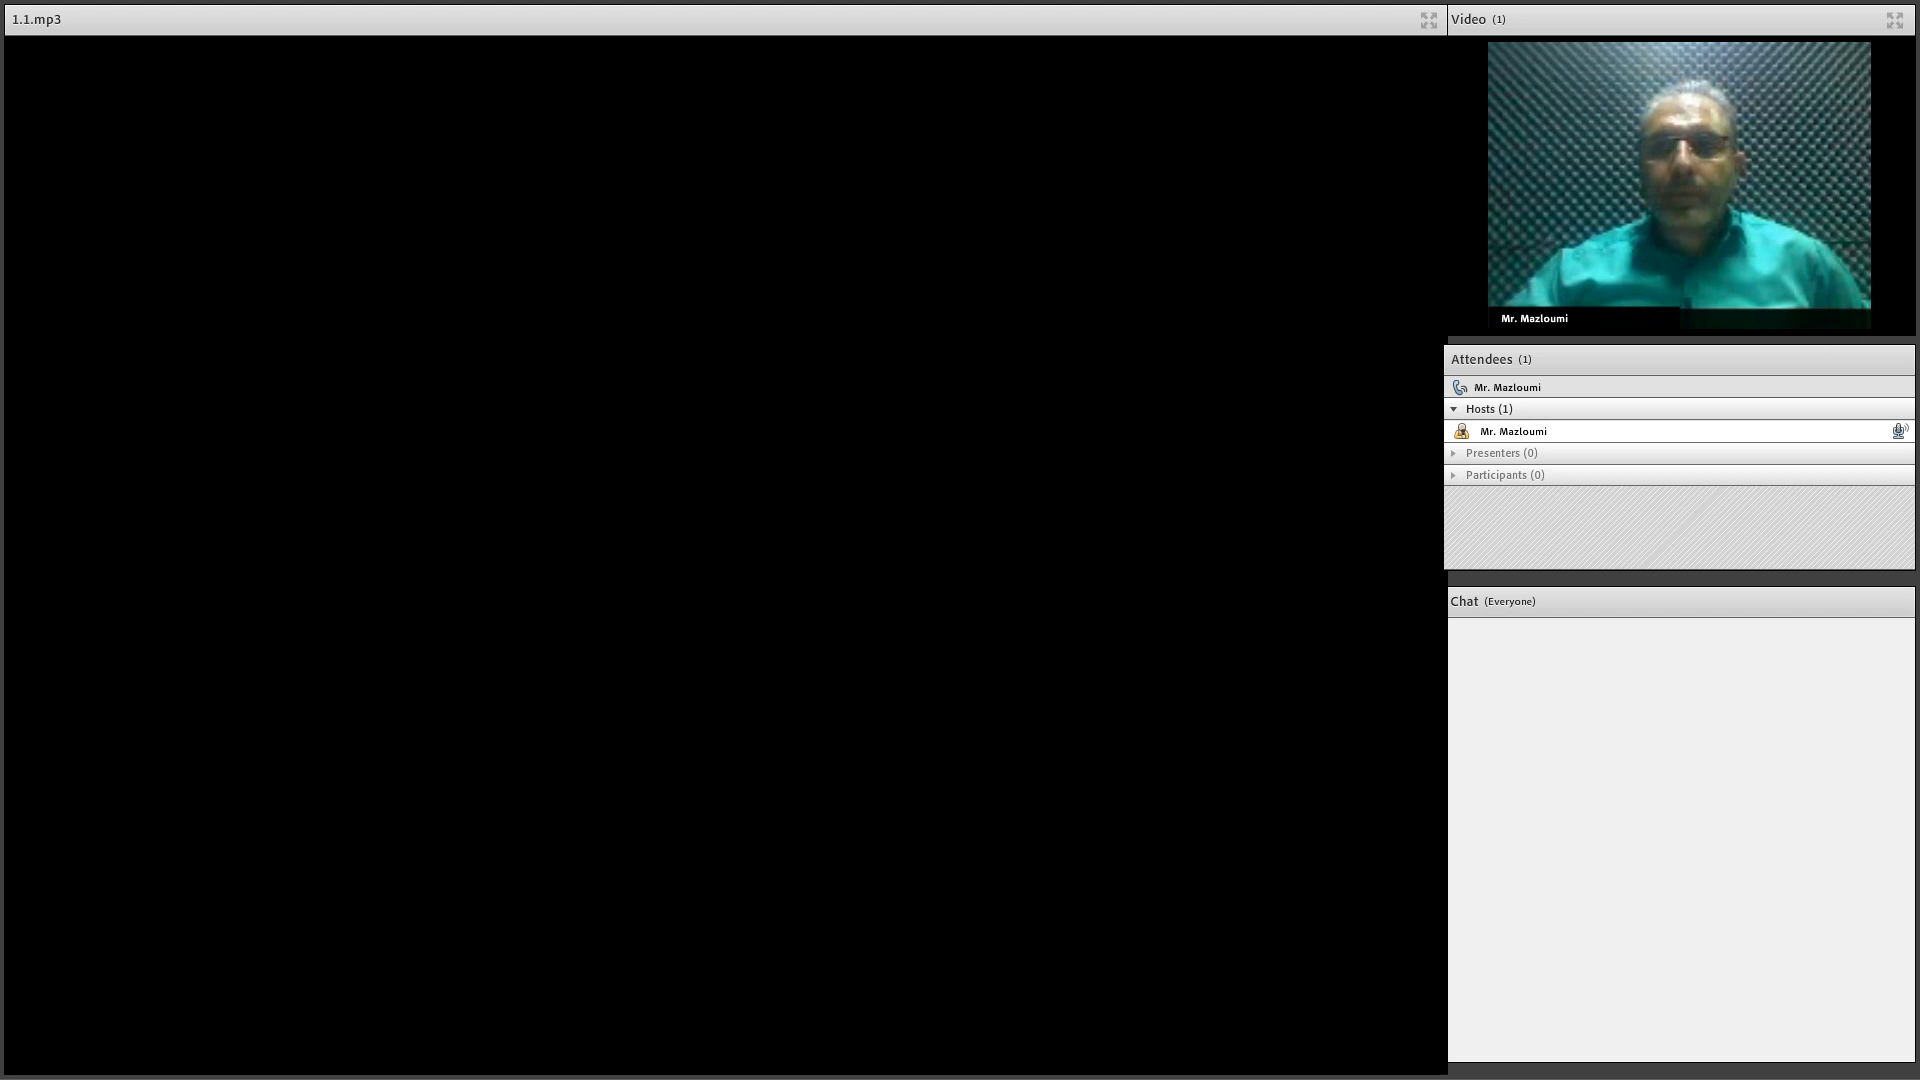 1.1.mp3
Video (1)
Mr. Mazloumi
Attendees (1)
Mr. Mazloumi
Hosts (1)
Mr. Mazloumi
Presenters (0)
Participants (0)
Chat (Everyone)